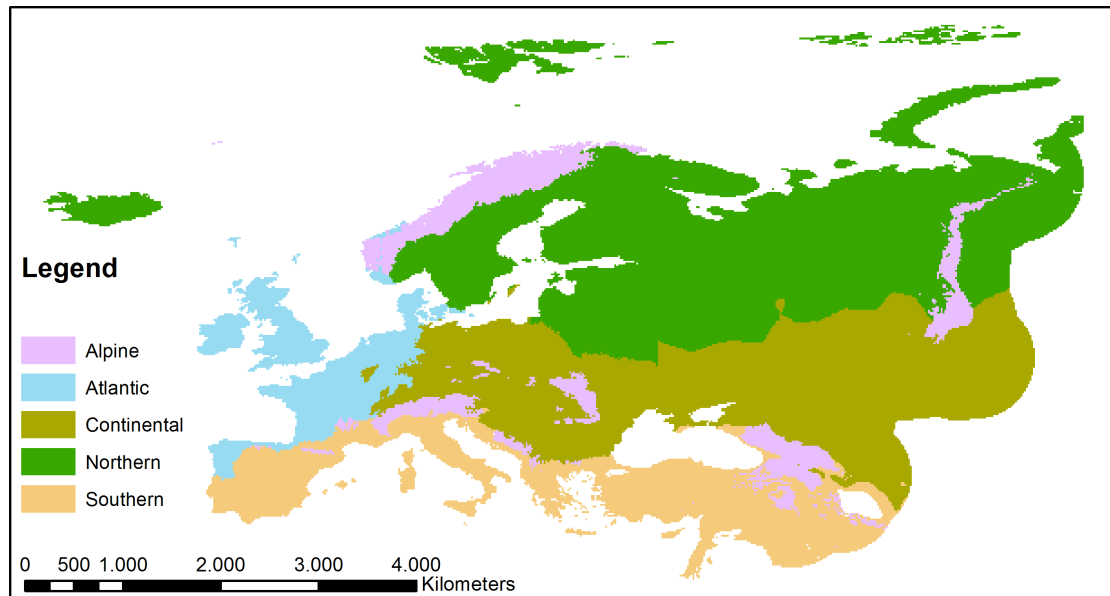 Legend
Alpine
Atlantic
Continental
Northern
Southern
0 500 1.000 2.000 3.000 4.000
Kilometers